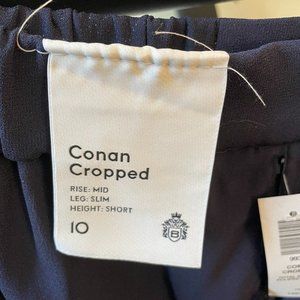 Conan
Cropped
RISE: MID
LEG: SLIM
HEIGHT: SHORT
10
B